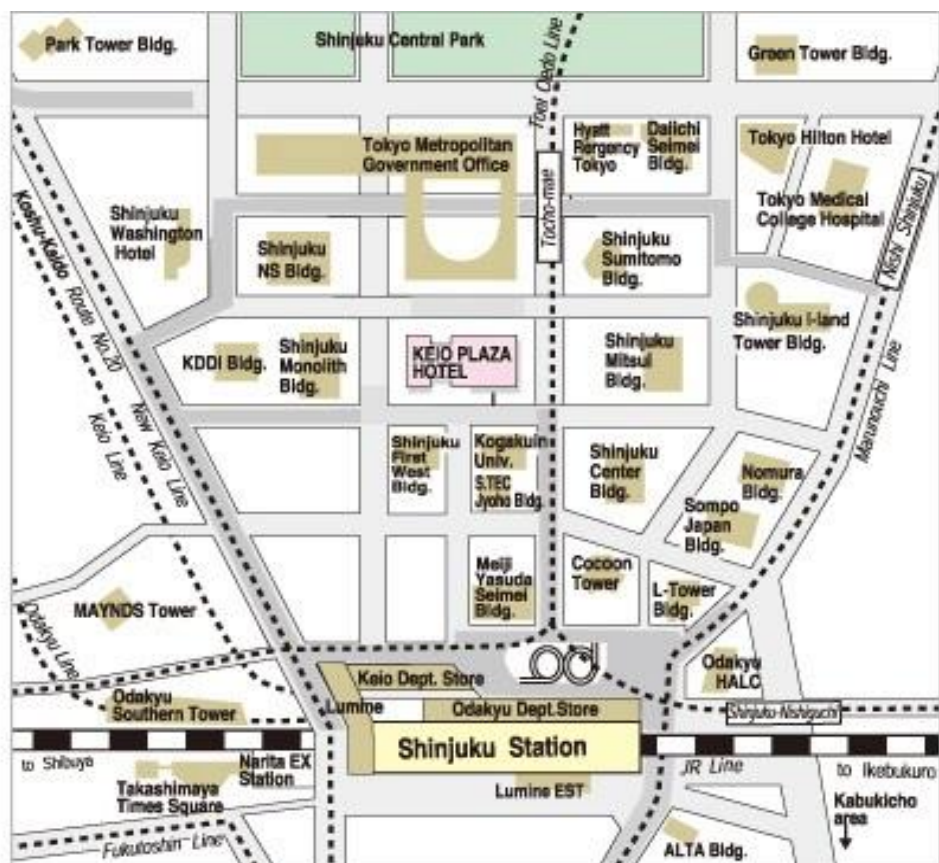 Park Tower Bldg.
Shinjuku Central Park
Toei Oedo Line
Green Tower Bldg.
Tokyo Metropolitan
Government Office
Hyatt
Rergency
Tokyo
Daiichi
Seimei
Bldg.
Tokyo Hilton Hotel
Tokyo Medical
College Hospital
Nishi Shinjuku
Tocho-mae
Shinjuku
Washington
Hotel
Shinjuku
NS Bldg.
Shinjuku
Sumitomo
Bldg.
Koshu-Kaido Route No.20
Shinjuku I-land
Tower Bldg.
KDDI Bldg.
Shinjuku
Monolith
Bldg.
KEIO PLAZA
HOTEL
Shinjuku
Mitsui
Bldg.
Marunouchi Line
New Keio Line
Keio Line
Shinjuku
First
West
Bldg.
Kogakuin
Univ.
S.TEC
Jyoho Bldg.
Shinjuku
Center
Bldg.
Nomura
Bldg.
Sompo
Japan
Bldg.
Meiji
Yasuda
Seimei
Bldg.
Cocoon
Tower
L-Tower
Bldg.
MAYNDS Tower
Odakyu Line
Odakyu
HALC
Keio Dept. Store
Lumine
Odakyu Dept.Store
Odakyu
Southern Tower
Shinjuku-Nishiguchi
Shinjuku Station
to Shibuya
Narita EX
Station
Takashimaya
Times Square
JR Line
to Ikebukuro
Lumine EST
Kabukicho
area
Fukutoshin Line
ALTA Bldg.